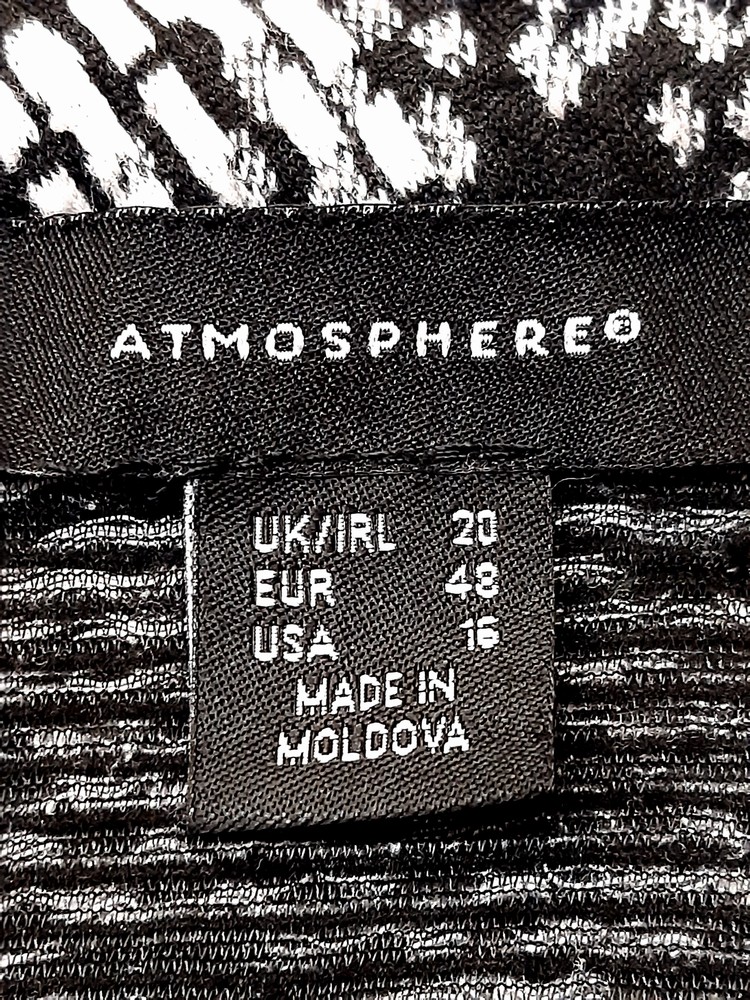 ATMOSPHERE®
UK/IRL 20
EUR 48
USA 16
MADE IN
MOLDOVA